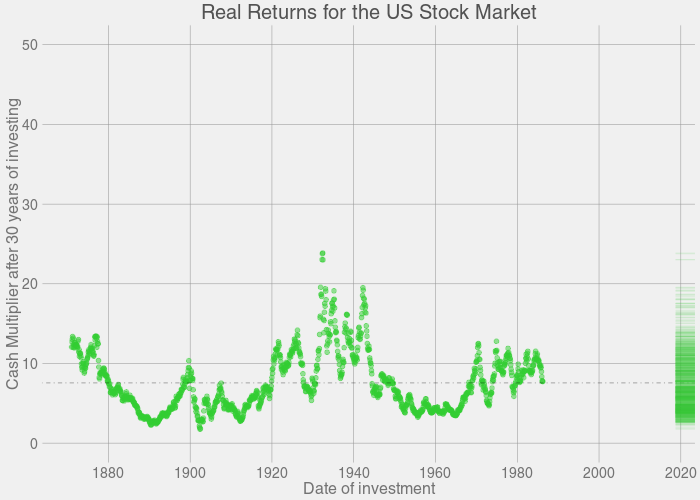 Real Returns for the US Stock Market
Cash Multiplier after 30 years of investing
50
40
30
20
10
0
1880 1900 1920 1940 1960 1980 2000 2020
Date of investment